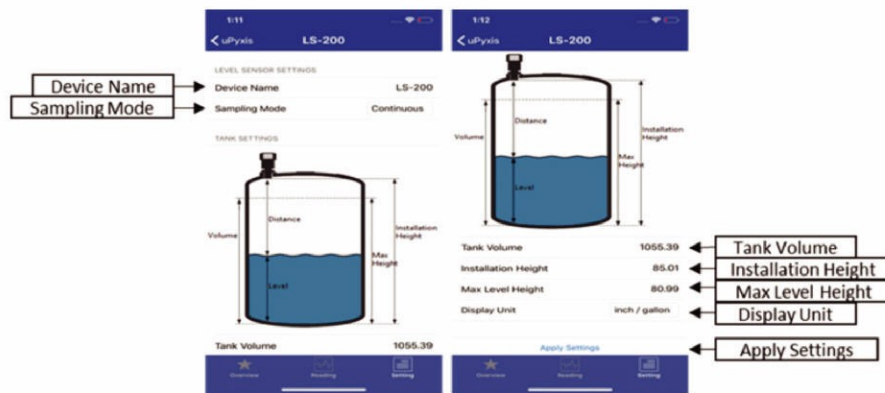 Device Name
Sampling Mode
1:11
uPyxis LS-200
LEVEL SENSOR SETTINGS
Device Name LS-200
Sampling Mode Continuous
TANK SETTINGS
Distance
Volume
Installation
Height
Max
Height
Level
Tank Volume 1055.39
Overview Reading Setting
1:12
uPyxis LS-200
Distance
Volume
Installation
Height
Max
Height
Level
Tank Volume 1055.39
Installation Height 85.01
Max Level Height 80.99
Display Unit inch / gallon
Apply Settings
Overview Reading Setting
Tank Volume
Installation Height
Max Level Height
Display Unit
Apply Settings